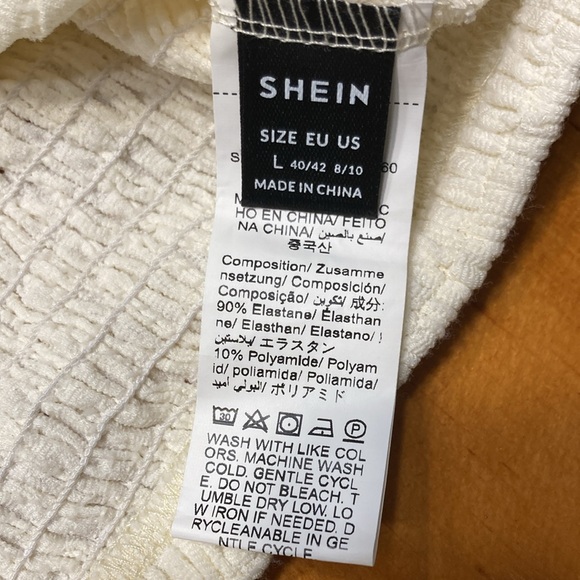 SHEIN
SIZE EU US
L 40/42 8/10
MADE IN CHINA
60
HO EN CHINA/ FEITO
NA CHINA/ صنع بالصين/
중국산
Composition/ Zusamme
nsetzung/ Composición/
Composição/ تكوين/ 成分:
90% Elastane/ Élasthan
ne/ Elasthan/ Elastano/
يلاستين/ エラスタン
10% Polyamide/ Polyam
id/ poliamida/ Poliamida/
البولي أميد/ ポリアミド
30 P
WASH WITH LIKE COL
ORS. MACHINE WASH
COLD. GENTLE CYCL
E. DO NOT BLEACH. T
UMBLE DRY LOW. LO
W IRON IF NEEDED. D
RYCLEANABLE IN GE
NTLE CYCLE